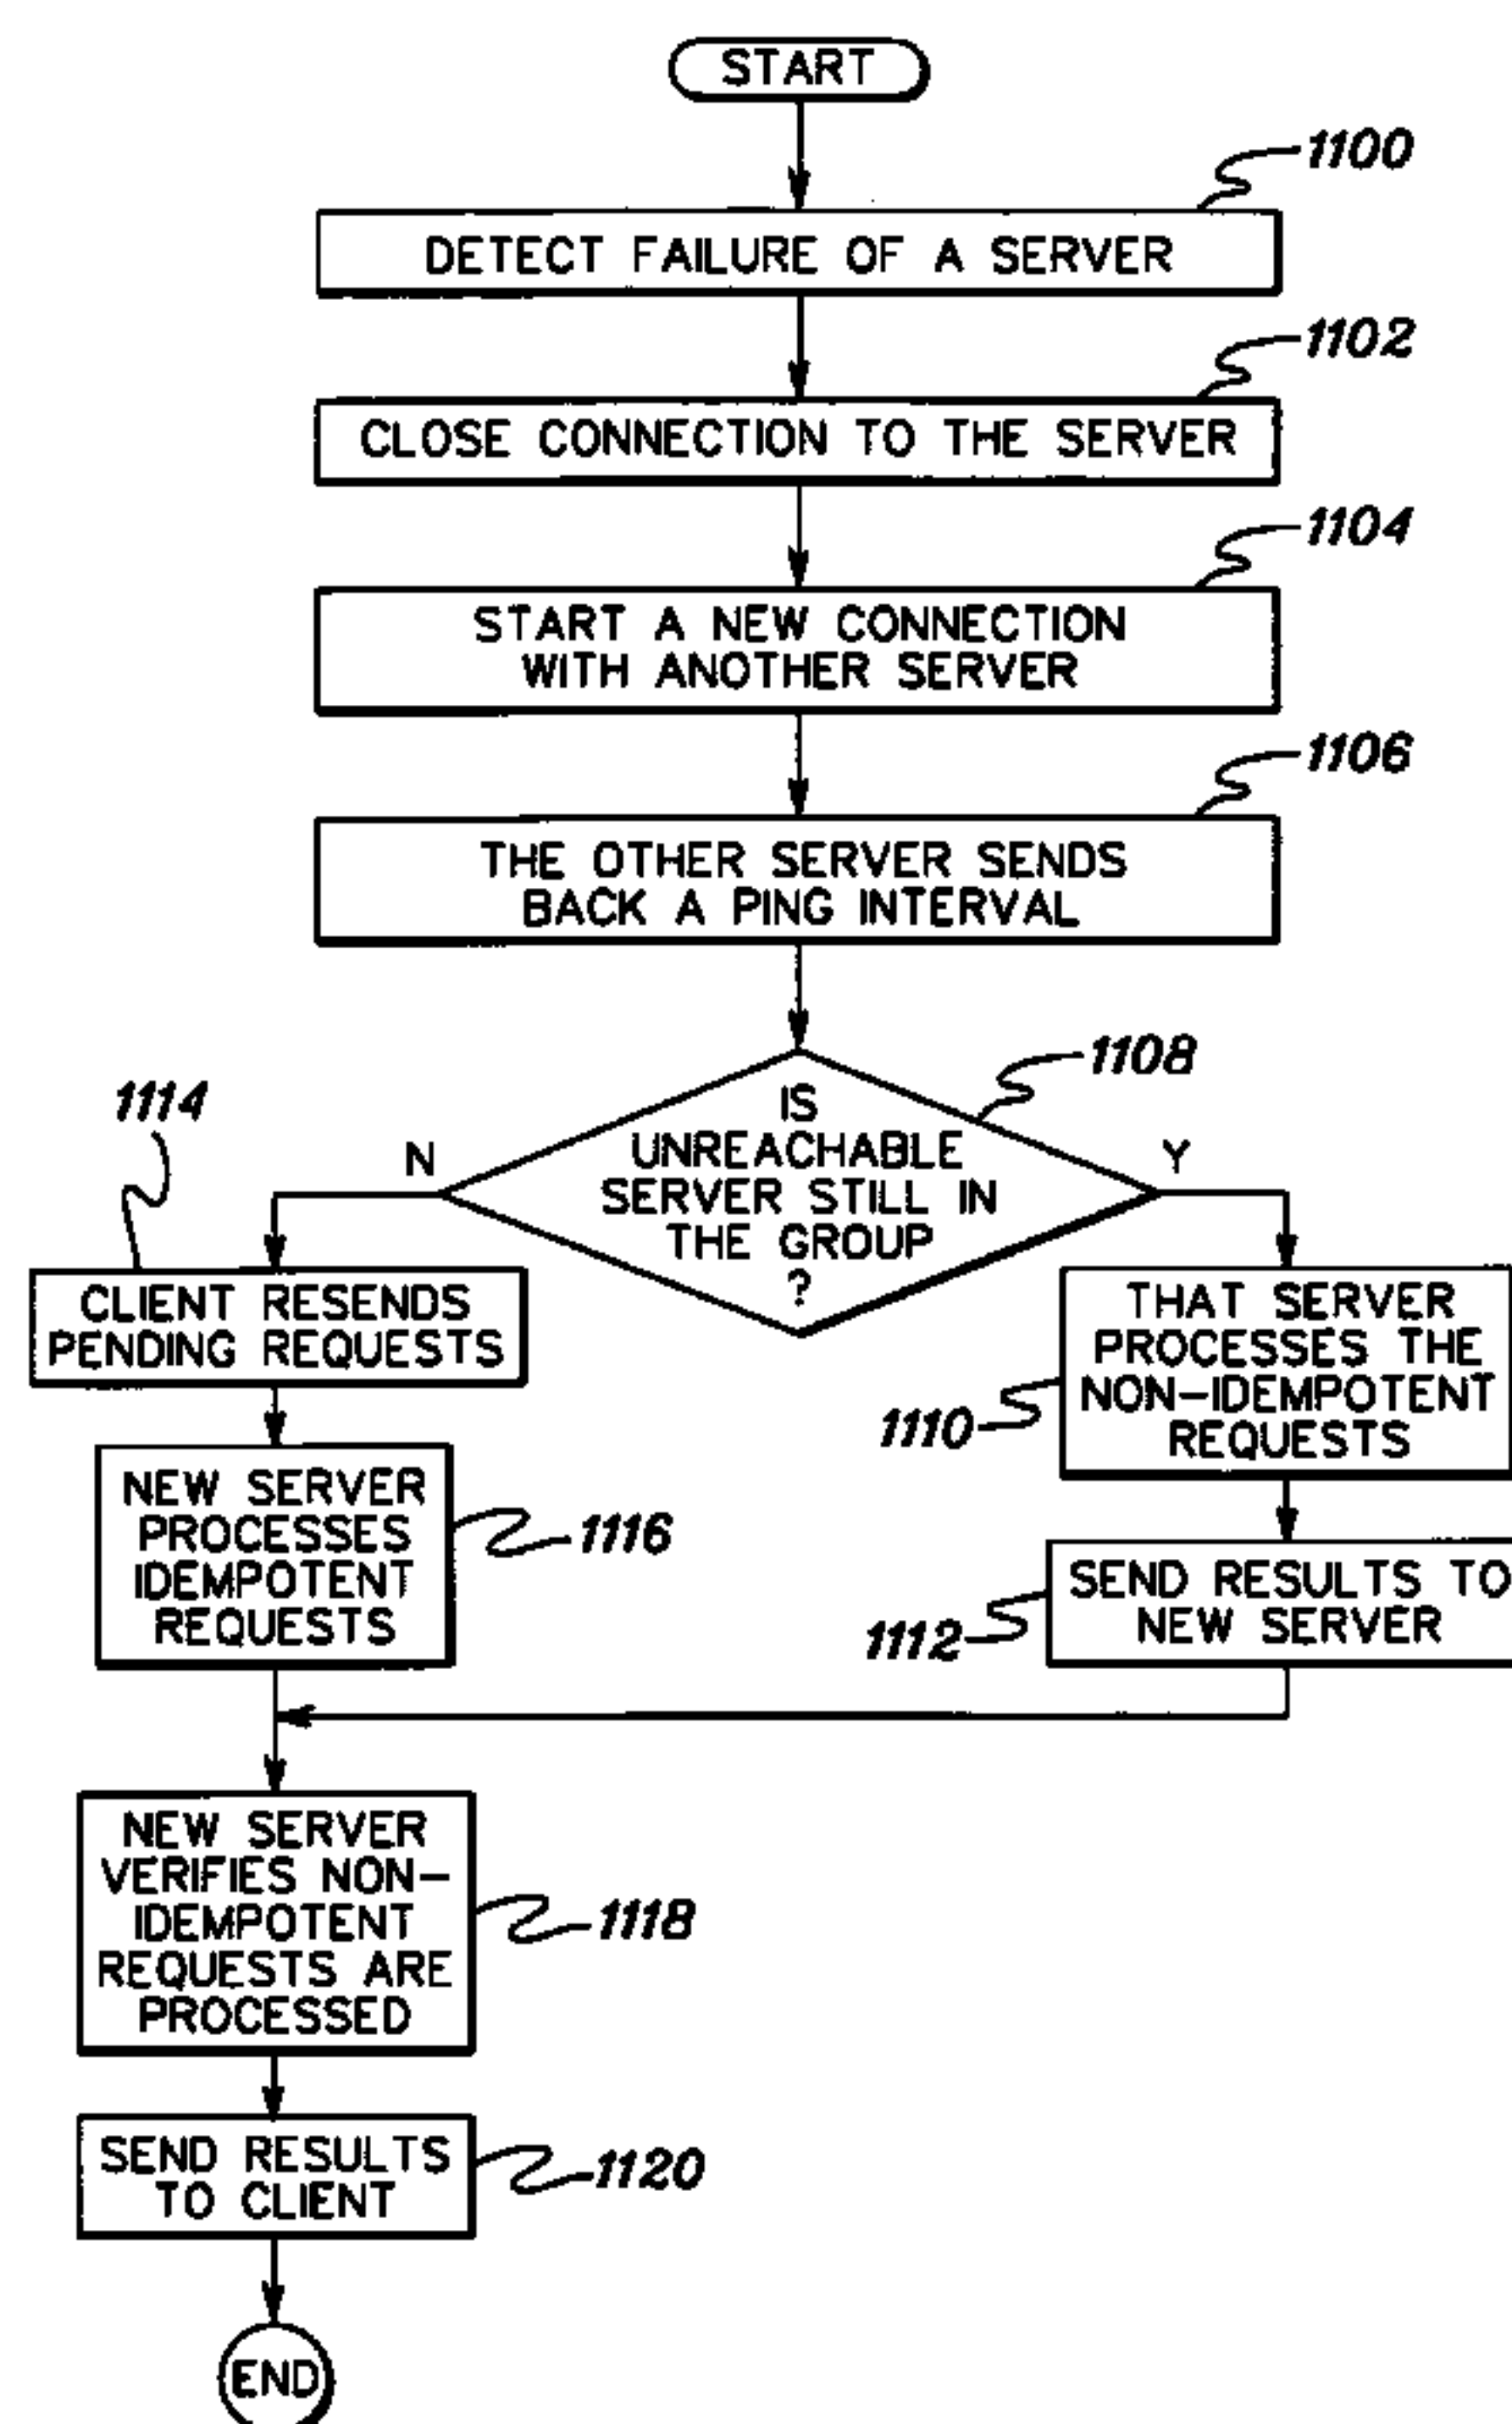 START
1100
DETECT FAILURE OF A SERVER
1102
CLOSE CONNECTION TO THE SERVER
1104
START A NEW CONNECTION
WITH ANOTHER SERVER
1106
THE OTHER SERVER SENDS
BACK A PING INTERVAL
1108
IS
UNREACHABLE
SERVER STILL IN
THE GROUP
?
N
Y
1114
CLIENT RESENDS
PENDING REQUESTS
THAT SERVER
PROCESSES THE
NON-IDEMPOTENT
REQUESTS
1110
NEW SERVER
PROCESSES
IDEMPOTENT
REQUESTS
1116
SEND RESULTS TO
NEW SERVER
1112
NEW SERVER
VERIFIES NON-
IDEMPOTENT
REQUESTS ARE
PROCESSED
1118
SEND RESULTS
TO CLIENT
1120
END